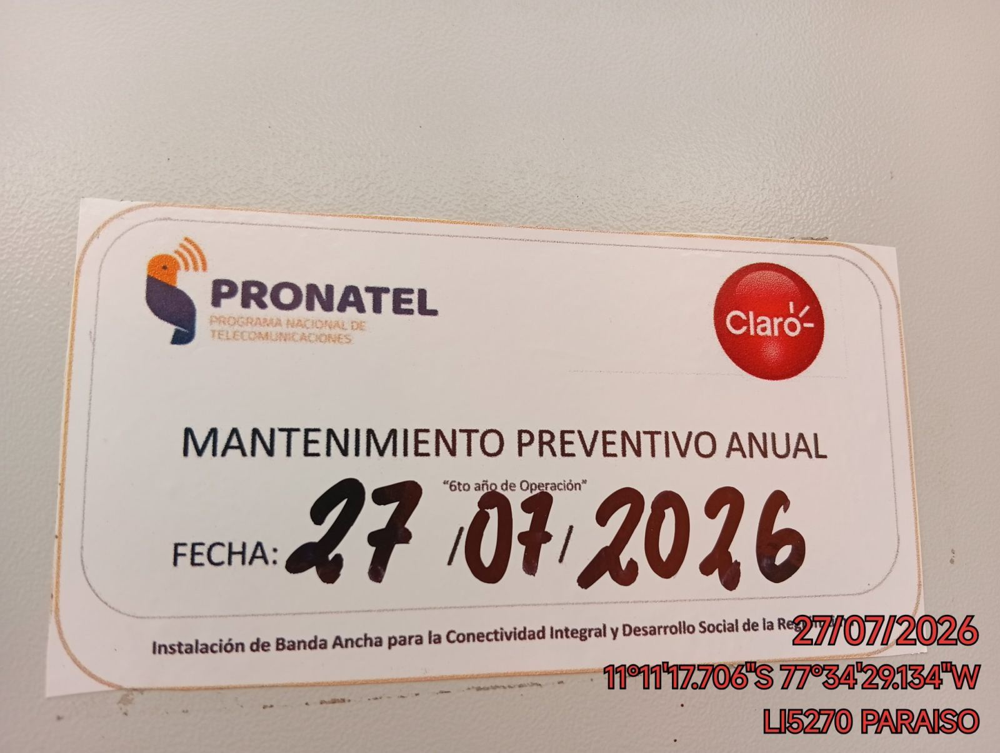 PRONATEL
PROGRAMA NACIONAL DE
TELECOMUNICACIONES
Claro
MANTENIMIENTO PREVENTIVO ANUAL
"6to año de Operación"
FECHA: 27/07/2026
Instalación de Banda Ancha para la Conectividad Integral y Desarrollo Social de la
27/07/2026
11°11'17.706"S 77°34'29.134"W
LI5270 PARAISO